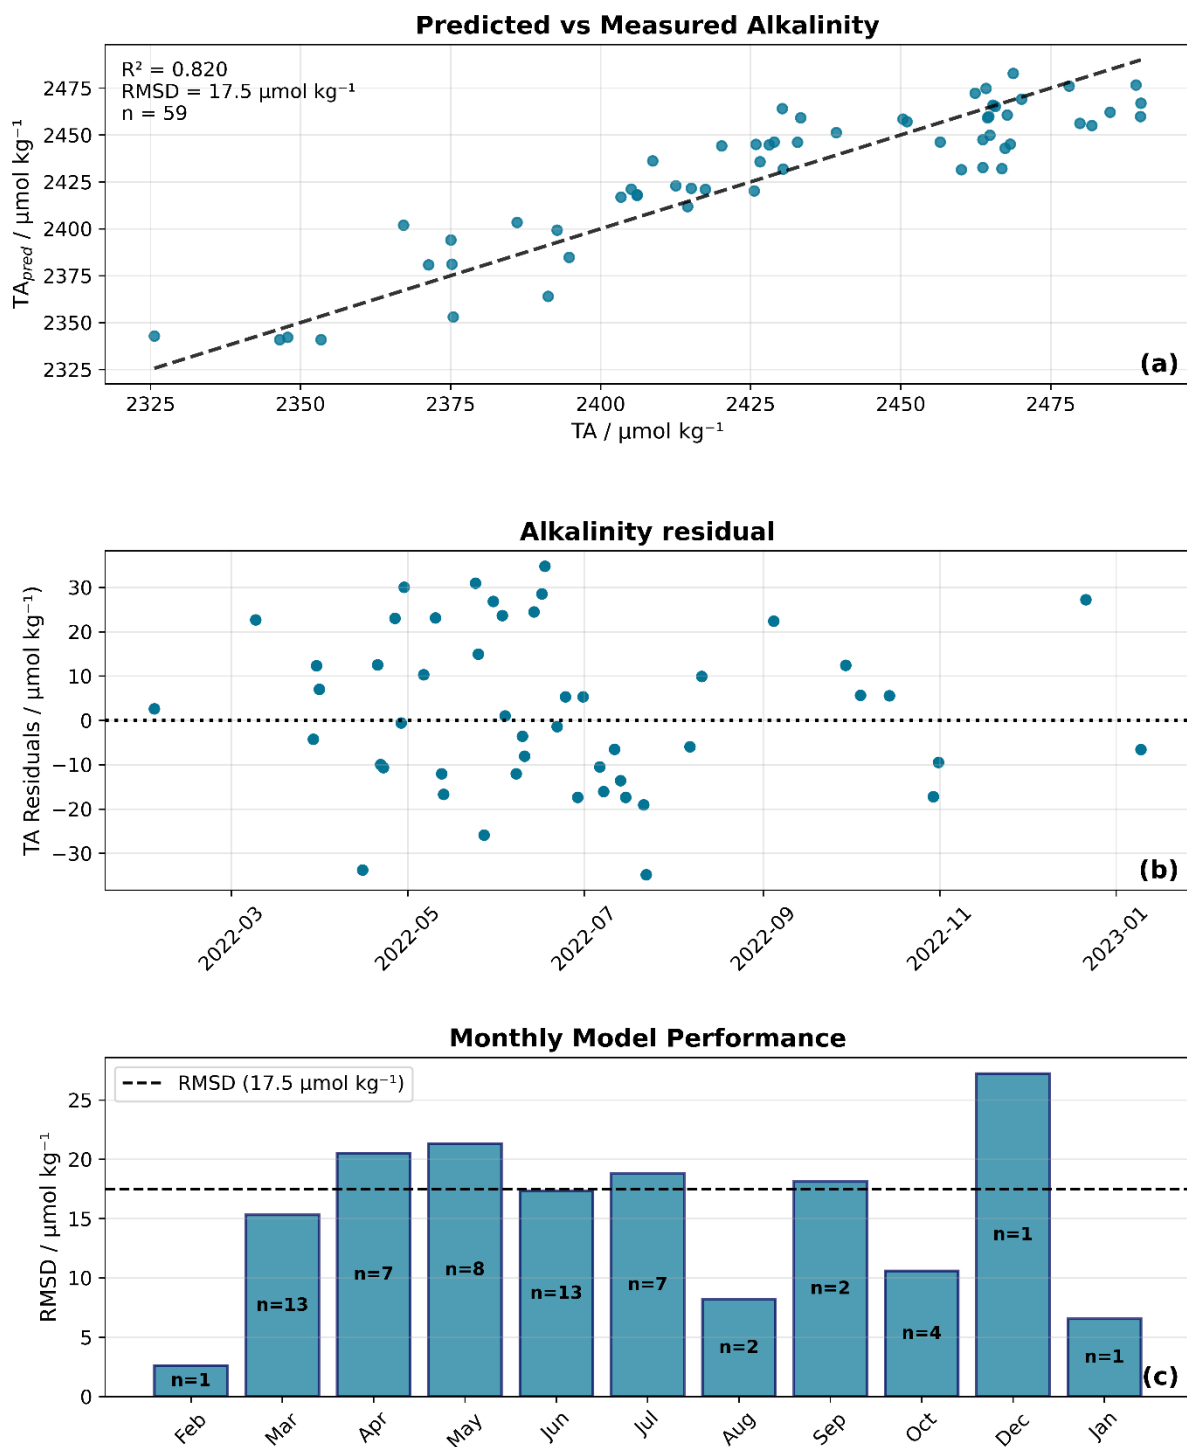 Predicted vs Measured Alkalinity
R² = 0.820
RMSD = 17.5 μmol kg⁻¹
n = 59
TA_pred / μmol kg⁻¹
2475
2450
2425
2400
2375
2350
2325
(a)
2325 2350 2375 2400 2425 2450 2475
TA / μmol kg⁻¹
Alkalinity residual
TA Residuals / μmol kg⁻¹)
30
20
10
0
−10
−20
−30
(b)
2022-03 2022-05 2022-07 2022-09 2022-11 2023-01
Monthly Model Performance
RMSD (17.5 μmol kg⁻¹)
RMSD / μmol kg⁻¹
25
20
15
10
5
0
n=1 n=13 n=7 n=8 n=13 n=7 n=2 n=2 n=4 n=1 n=1
(c)
Feb Mar Apr May Jun Jul Aug Sep Oct Dec Jan